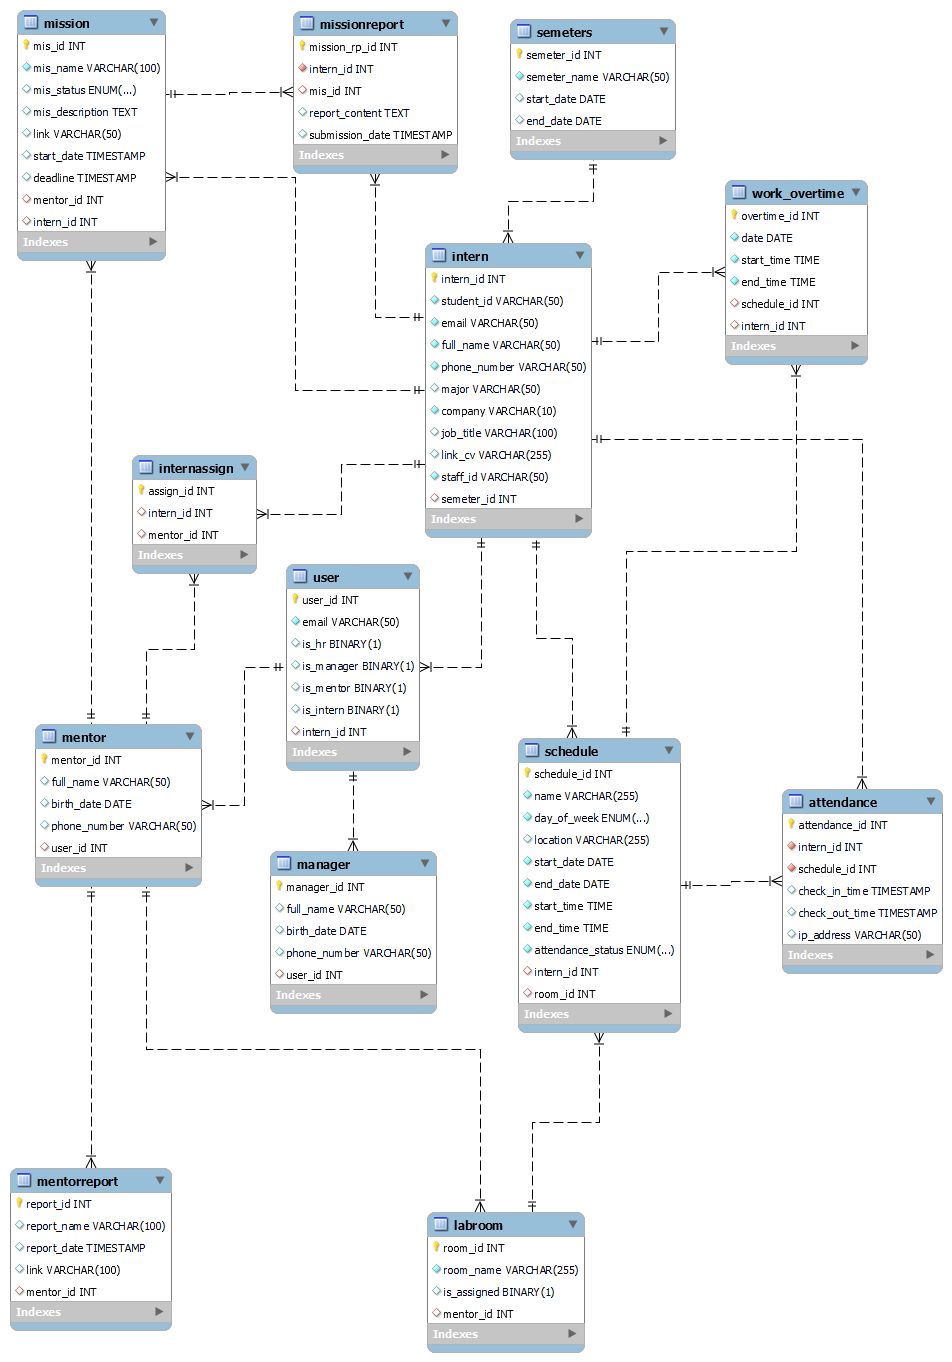 mission
mis_id INT
mis_name VARCHAR(100)
mis_status ENUM(...)
mis_description TEXT
link VARCHAR(50)
start_date TIMESTAMP
deadline TIMESTAMP
mentor_id INT
intern_id INT
Indexes
missionreport
mission_rp_id INT
intern_id INT
mis_id INT
report_content TEXT
submission_date TIMESTAMP
Indexes
semeters
semeter_id INT
semeter_name VARCHAR(50)
start_date DATE
end_date DATE
Indexes
work_overtime
overtime_id INT
date DATE
start_time TIME
end_time TIME
schedule_id INT
intern_id INT
Indexes
intern
intern_id INT
student_id VARCHAR(50)
email VARCHAR(50)
full_name VARCHAR(50)
phone_number VARCHAR(50)
major VARCHAR(50)
company VARCHAR(10)
job_title VARCHAR(100)
link_cv VARCHAR(255)
staff_id VARCHAR(50)
semeter_id INT
Indexes
internassign
assign_id INT
intern_id INT
mentor_id INT
Indexes
user
user_id INT
email VARCHAR(50)
is_hr BINARY(1)
is_manager BINARY(1)
is_mentor BINARY(1)
is_intern BINARY(1)
intern_id INT
Indexes
mentor
mentor_id INT
full_name VARCHAR(50)
birth_date DATE
phone_number VARCHAR(50)
user_id INT
Indexes
schedule
schedule_id INT
name VARCHAR(255)
day_of_week ENUM(...)
location VARCHAR(255)
start_date DATE
end_date DATE
start_time TIME
end_time TIME
attendance_status ENUM(...)
intern_id INT
room_id INT
Indexes
attendance
attendance_id INT
intern_id INT
schedule_id INT
check_in_time TIMESTAMP
check_out_time TIMESTAMP
ip_address VARCHAR(50)
Indexes
manager
manager_id INT
full_name VARCHAR(50)
birth_date DATE
phone_number VARCHAR(50)
user_id INT
Indexes
mentorreport
report_id INT
report_name VARCHAR(100)
report_date TIMESTAMP
link VARCHAR(100)
mentor_id INT
Indexes
labroom
room_id INT
room_name VARCHAR(255)
is_assigned BINARY(1)
mentor_id INT
Indexes